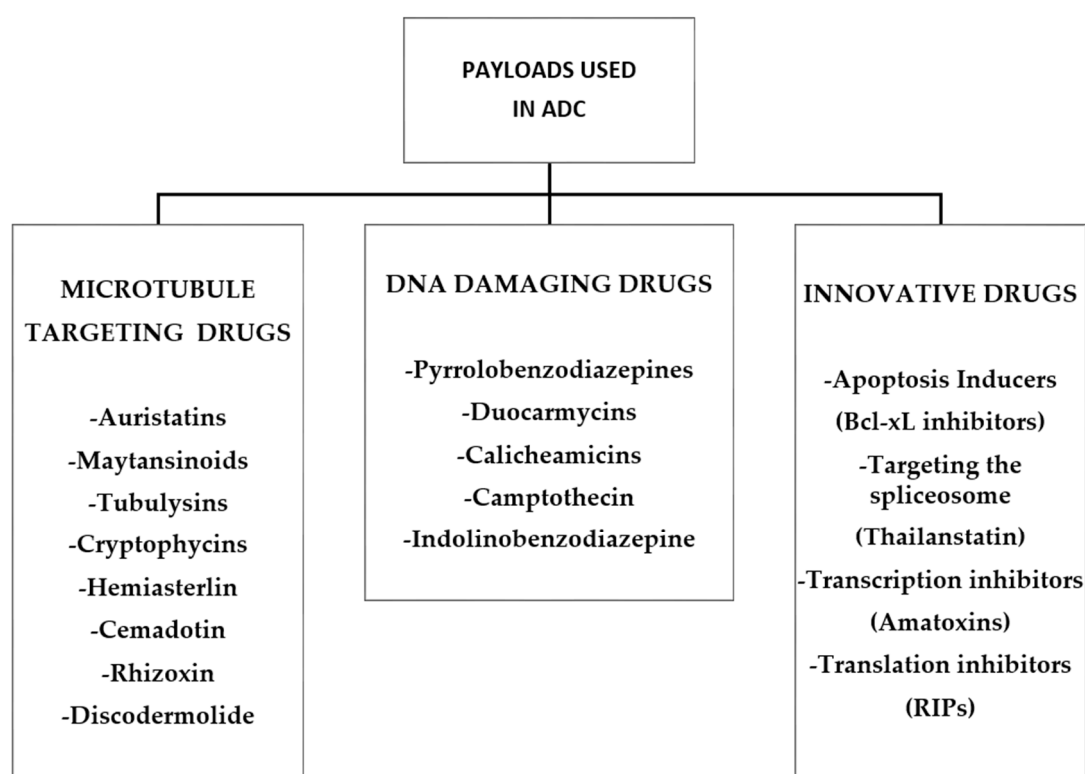 PAYLOADS USED
IN ADC
MICROTUBULE
TARGETING DRUGS
-Auristatins
-Maytansinoids
-Tubulysins
-Cryptophycins
-Hemiasterlin
-Cemadotin
-Rhizoxin
-Discodermolide
DNA DAMAGING DRUGS
-Pyrrolobenzodiazepines
-Duocarmycins
-Calicheamicins
-Camptothecin
-Indolinobenzodiazepine
INNOVATIVE DRUGS
-Apoptosis Inducers
(Bcl-xL inhibitors)
-Targeting the
spliceosome
(Thailanstatin)
-Transcription inhibitors
(Amatoxins)
-Translation inhibitors
(RIPs)